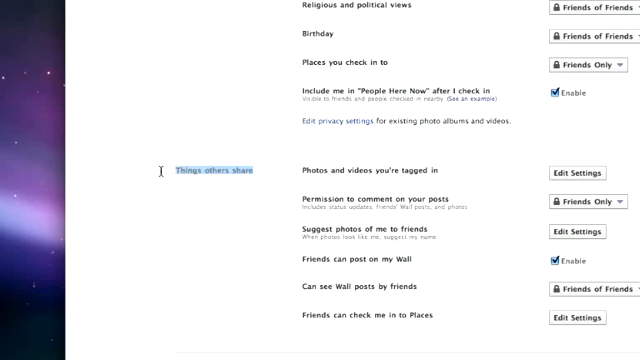 Religious and political views Friends of Friends
Birthday Friends of Friends
Places you check in to Friends Only
Include me in "People Here Now" after I check in Enable
Visible to friends and people checked in nearby (See an example)
Edit privacy settings for existing photo albums and videos.
Things others share Photos and videos you're tagged in Edit Settings
Permission to comment on your posts Friends Only
Includes status updates, friends' Wall posts, and photos
Suggest photos of me to friends Edit Settings
When photos look like me, suggest my name
Friends can post on my Wall Enable
Can see Wall posts by friends Friends of Friends
Friends can check me in to Places Edit Settings